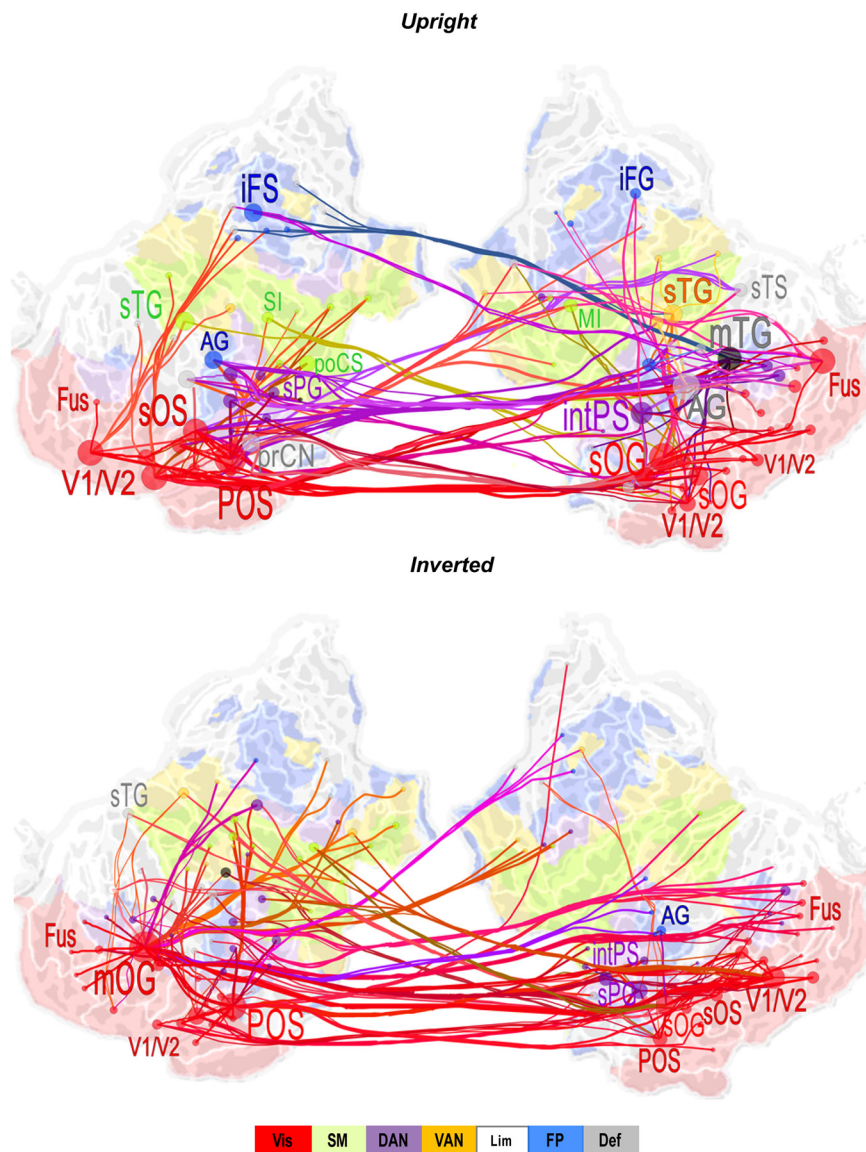 Upright
iFS
iFG
sTG
SI
sTG
sTS
MI
mTG
AG
poCS
Fus
sPG
Fus
sOS
intPS
AG
prCN
sOG
V1/V2
V1/V2
POS
sOG
V1/V2
Inverted
sTG
AG
Fus
Fus
intPS
mOG
sPO
V1/V2
sOS
POS
sOG
V1/V2
POS
Vis SM DAN VAN Lim FP Def